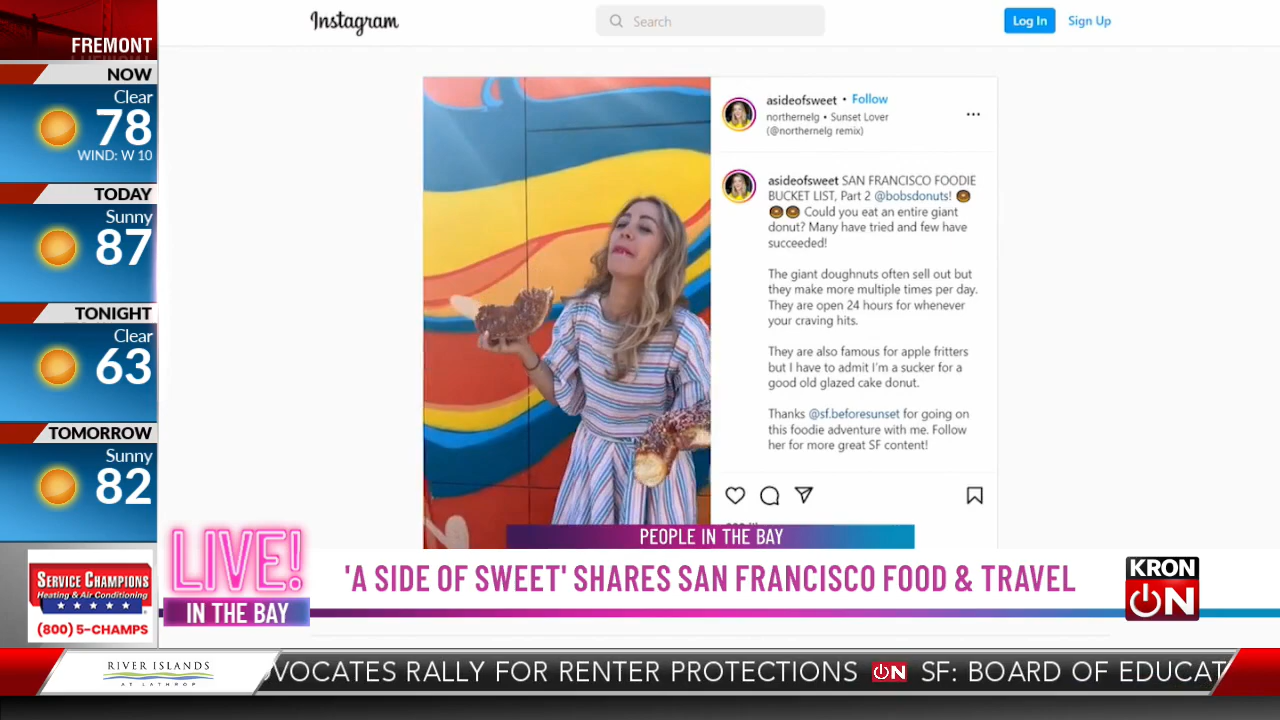 FREMONT
NOW
Clear
78
WIND: W 10
TODAY
Sunny
87
TONIGHT
Clear
63
TOMORROW
Sunny
82
SERVICE CHAMPIONS
Heating & Air Conditioning
(800) 5-CHAMPS
Instagram
Search
Log In
Sign Up
asideofsweet • Follow
northernelg • Sunset Lover
(@northernelg remix)
asideofsweet SAN FRANCISCO FOODIE
BUCKET LIST, Part 2 @bobsdonuts! 🍩
🍩🍩 Could you eat an entire giant
donut? Many have tried and few have
succeeded!
The giant doughnuts often sell out but
they make more multiple times per day.
They are open 24 hours for whenever
your craving hits.
They are also famous for apple fritters
but I have to admit I'm a sucker for a
good old glazed cake donut.
Thanks @sf.beforesunset for going on
this foodie adventure with me. Follow
her for more great SF content!
PEOPLE IN THE BAY
LIVE!
IN THE BAY
'A SIDE OF SWEET' SHARES SAN FRANCISCO FOOD & TRAVEL
KRON
ON
RIVER ISLANDS
AT LATHROP
VOCATES RALLY FOR RENTER PROTECTIONS ON SF: BOARD OF EDUCAT